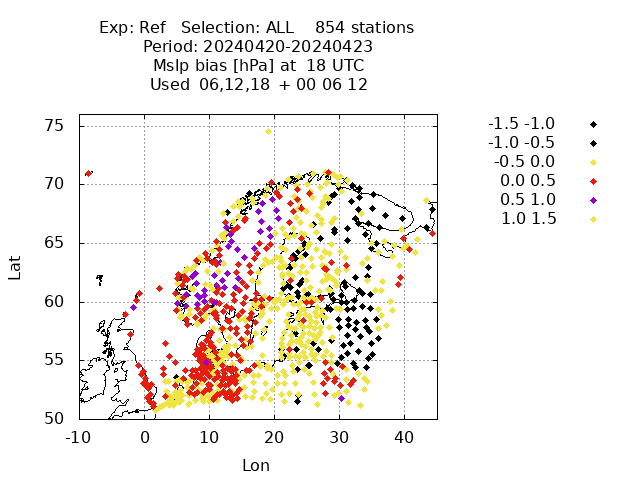 Exp: Ref   Selection: ALL    854 stations
Period: 20240420-20240423
Mslp bias [hPa] at  18 UTC
Used  06,12,18  + 00 06 12
-1.5 -1.0
-1.0 -0.5
-0.5 0.0
0.0 0.5
0.5 1.0
1.0 1.5
Lat
75
70
65
60
55
50
-10 0 10 20 30 40
Lon